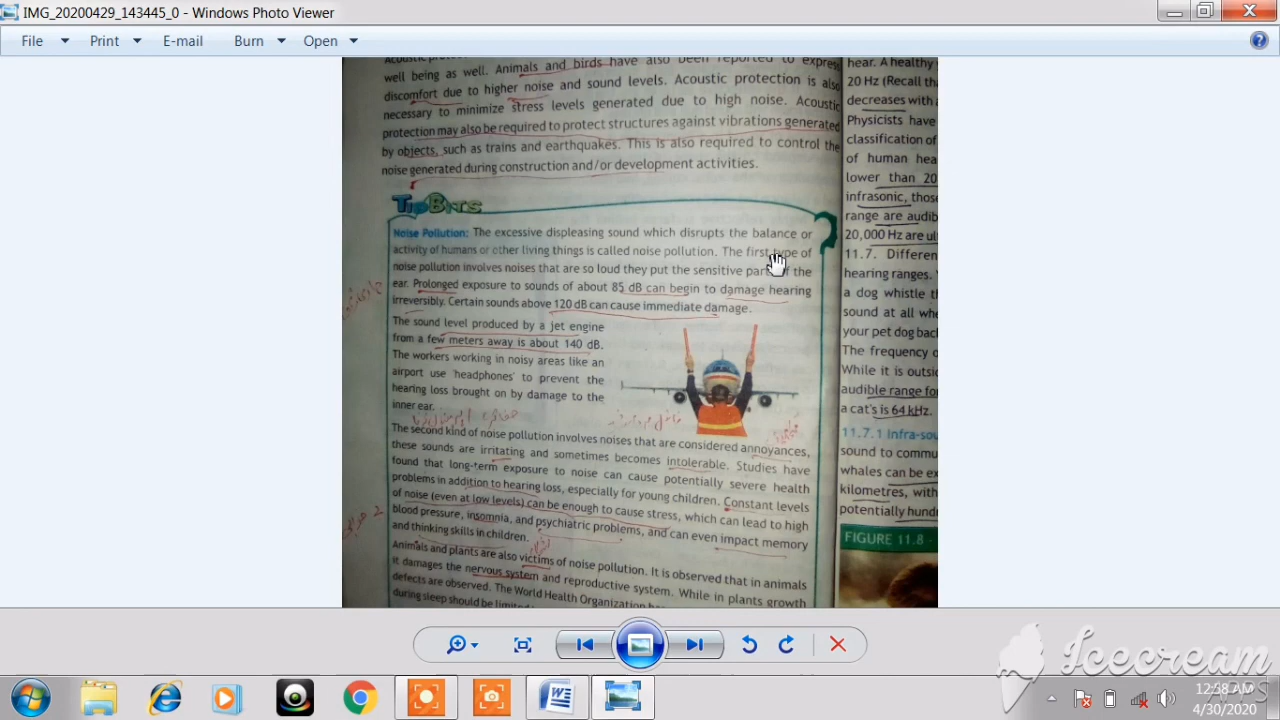 IMG_20200429_143445_0 - Windows Photo Viewer
File Print E-mail Burn Open
well being as well. Animals and birds have also been reported to express
discomfort due to higher noise and sound levels. Acoustic protection is also
necessary to minimize stress levels generated due to high noise. Acoustic
protection may also be required to protect structures against vibrations generated
by objects, such as trains and earthquakes. This is also required to control the
noise generated during construction and/or development activities.
TipBits
Noise Pollution: The excessive displeasing sound which disrupts the balance or
activity of humans or other living things is called noise pollution. The first type of
noise pollution involves noises that are so loud they put the sensitive parts of the
ear. Prolonged exposure to sounds of about 85 dB can begin to damage hearing
irreversibly. Certain sounds above 120 dB can cause immediate damage.
The sound level produced by a jet engine
from a few meters away is about 140 dB.
The workers working in noisy areas like an
airport use 'headphones' to prevent the
hearing loss brought on by damage to the
inner ear.
The second kind of noise pollution involves noises that are considered annoyances,
these sounds are irritating and sometimes becomes intolerable. Studies have
found that long-term exposure to noise can cause potentially severe health
problems in addition to hearing loss, especially for young children. Constant levels
of noise (even at low levels) can be enough to cause stress, which can lead to high
blood pressure, insomnia, and psychiatric problems, and can even impact memory
and thinking skills in children.
Animals and plants are also victims of noise pollution. It is observed that in animals
it damages the nervous system and reproductive system. While in plants growth
defects are observed. The World Health Organization
during sleep should be limited
hear. A healthy
20 Hz (Recall tha
decreases with
Physicists have
classification of
of human hea
lower than 20
infrasonic, thos
range are audib
20,000 Hz are ul
11.7. Differen
hearing ranges.
a dog whistle
sound at all whe
your pet dog back
The frequency o
While it is outsid
audible range for
a cat's is 64 kHz.
11.7.1 Infra-sou
sound to commu
whales can be ex
kilometres, with
potentially hund
FIGURE 11.8
Icecream
APPS
12:38 AM
4/30/2020